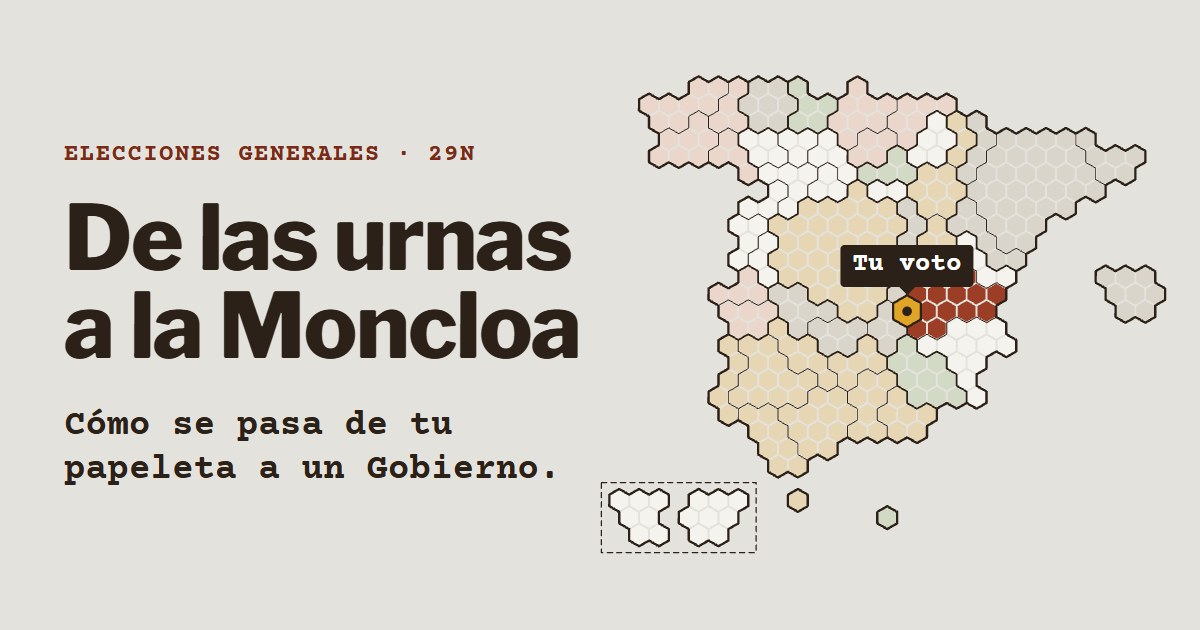 ELECCIONES GENERALES · 29N
De las urnas
a la Moncloa
Cómo se pasa de tu
papeleta a un Gobierno.
Tu voto